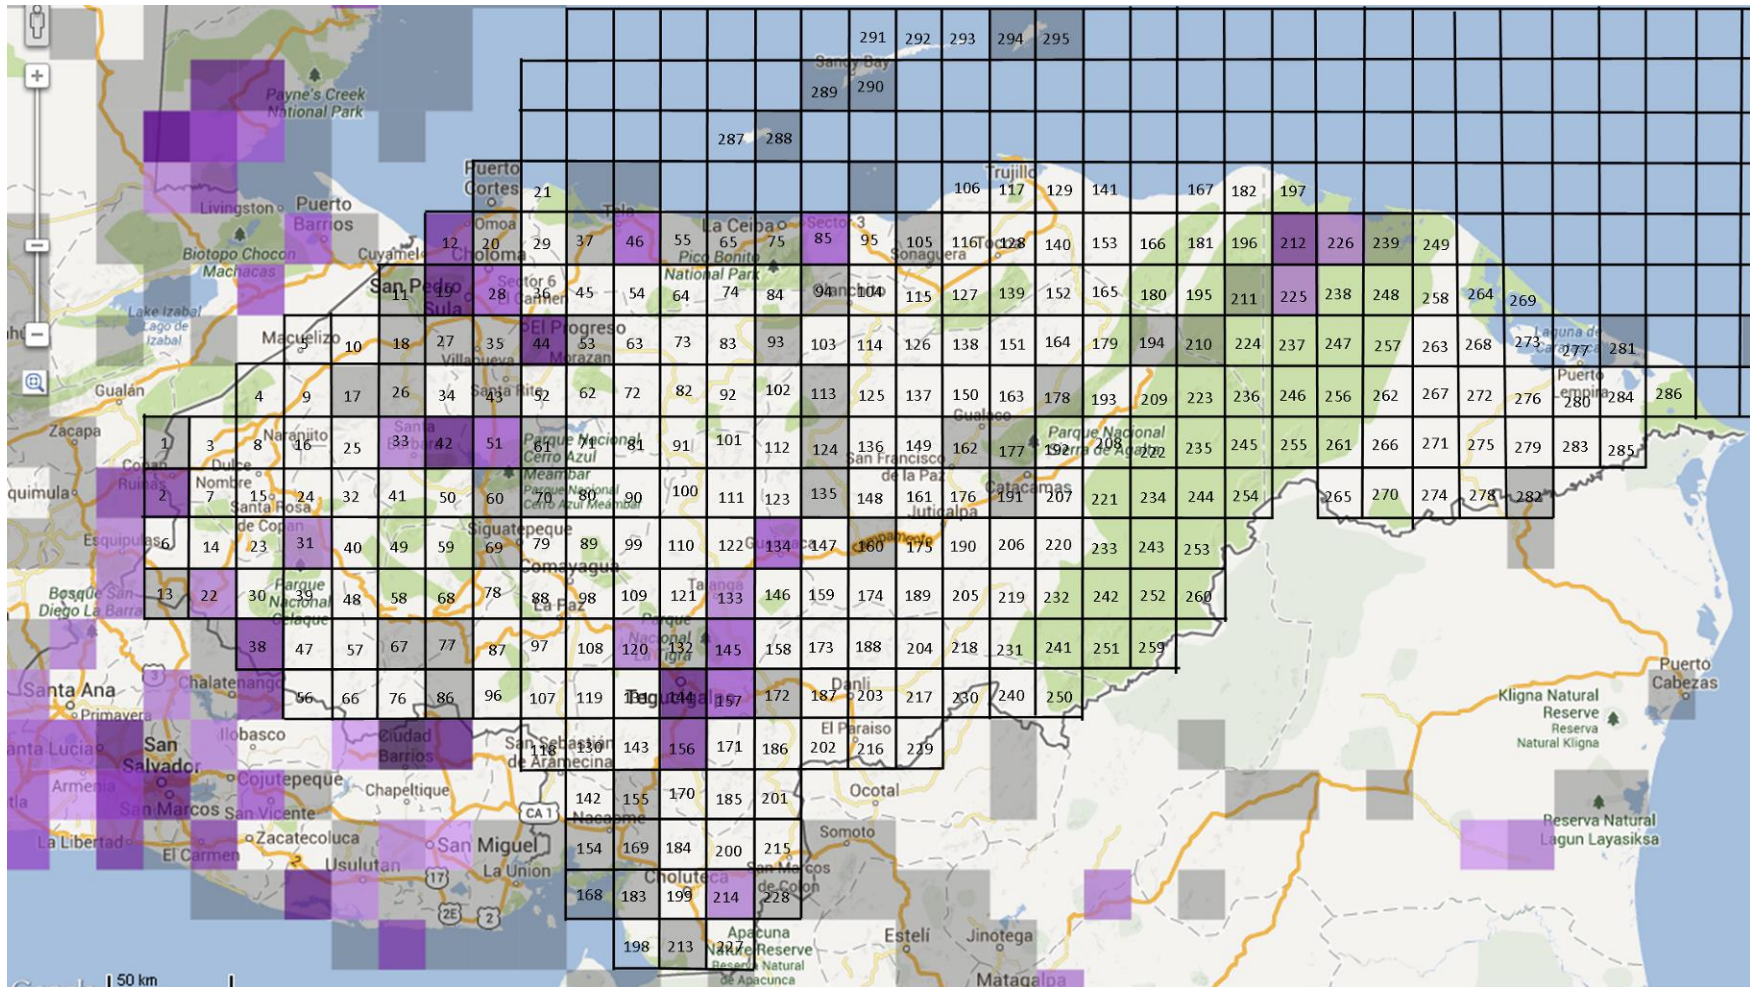 291 292 293 294 295
Sandy Bay
Payne's Creek
National Park
289 290
287 288
Puerto
Cortes
21 106 117 129 141 167 182 197
Trujillo
Livingston
Puerto
Barrios
Omoa
Tela
La Ceiba
Sector 3
12 20 29 37 46 55 65 75 85 95 105 116 128 140 153 166 181 196 212 226 239 249
Biotopo Chocon
Machacas
Cuyamel
Choloma
Pico Bonito
National Park
Sonaguera
San Pedro
Sula
Sector 6
El Carmen
11 19 28 36 45 54 64 74 84 94 104 115 127 139 152 165 180 195 211 225 238 248 258 264 269
Lake Izabal
Lago de
Izabal
Macuelizo
El Progreso
Morazan
Villanueva
Laguna de
5 10 18 27 35 44 53 63 73 83 93 103 114 126 138 151 164 179 194 210 224 237 247 257 263 268 273 277 281
Gualán
Santa Rita
Puerto
Lempira
4 9 17 26 34 43 52 62 72 82 92 102 113 125 137 150 163 178 193 209 223 236 246 256 262 267 272 276 280 284 286
Gualaco
Zacapa
Naranjito
Santa
Parque Nacional
Cerro Azul
Meambar
Parque Nacional
Sierra de Agalta
1 3 8 16 25 33 42 51 61 71 81 91 101 112 124 136 149 162 177 192 208 222 235 245 255 261 266 271 275 279 283 285
San Francisco
de la Paz
Copan
Ruinas
Dulce
Nombre
Parque Nacional
Cerro Azul Meambar
Catacamas
quimula
2 7 15 24 32 41 50 60 70 80 90 100 111 123 135 148 161 176 191 207 221 234 244 254 265 270 274 278 282
Santa Rosa
de Copan
Juticalpa
Esquipulas
Siguatepeque
Campamento
6 14 23 31 40 49 59 69 79 89 99 110 122 134 147 160 175 190 206 220 233 243 253
Comayagua
Bosque San
Diego La Barra
Parque
Nacional
Celaque
La Paz
Talanga
13 22 30 39 48 58 68 78 88 98 109 121 133 146 159 174 189 205 219 232 242 252 260
Parque
Nacional
La Tigra
38 47 57 67 77 87 97 108 120 132 145 158 173 188 204 218 231 241 251 259
3
Santa Ana
Chalatenango
Tegucigalpa
Danli
56 66 76 86 96 107 119 131 144 157 172 187 203 217 230 240 250
Primavera
Puerto
Cabezas
Kligna Natural
Reserve
Reserva
Natural Kligna
anta Lucia
San
Salvador
Ilobasco
Ciudad
Barrios
San Sebastián
de Aramecina
El Paraiso
118 130 143 156 171 186 202 216 229
Armenia
Cojutepeque
Chapeltique
Ocotal
tla
San Marcos
San Vicente
CA 1
142 155 170 185 201
Nacaome
Reserva Natural
Lagun Layasiksa
La Libertad
El Carmen
Zacatecoluca
2
San Miguel
Somoto
154 169 184 200 215
Usulutan
17
La Union
Choluteca
San Marcos
de Colon
168 183 199 214 228
2E
2
Apacuna
Nature Reserve
Reserva Natural
de Apacunca
198 213 227
Estelí
Jinotega
Matagalpa
50 km